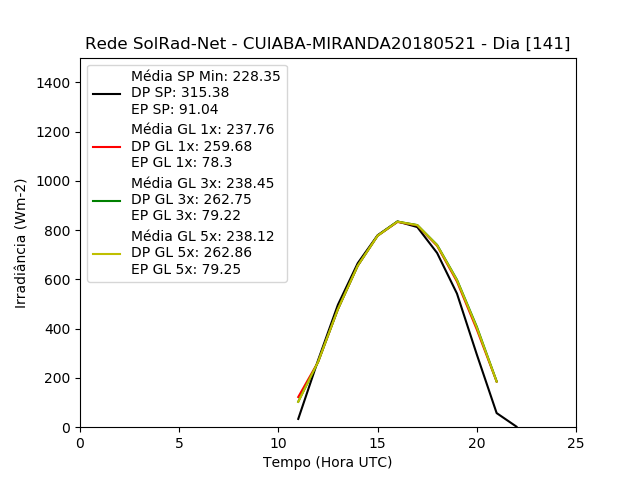 Rede SolRad-Net - CUIABA-MIRANDA20180521 - Dia [141]
Irradiância (Wm-2)
1400
1200
1000
800
600
400
200
0
Média SP Min: 228.35
DP SP: 315.38
EP SP: 91.04
Média GL 1x: 237.76
DP GL 1x: 259.68
EP GL 1x: 78.3
Média GL 3x: 238.45
DP GL 3x: 262.75
EP GL 3x: 79.22
Média GL 5x: 238.12
DP GL 5x: 262.86
EP GL 5x: 79.25
0 5 10 15 20 25
Tempo (Hora UTC)